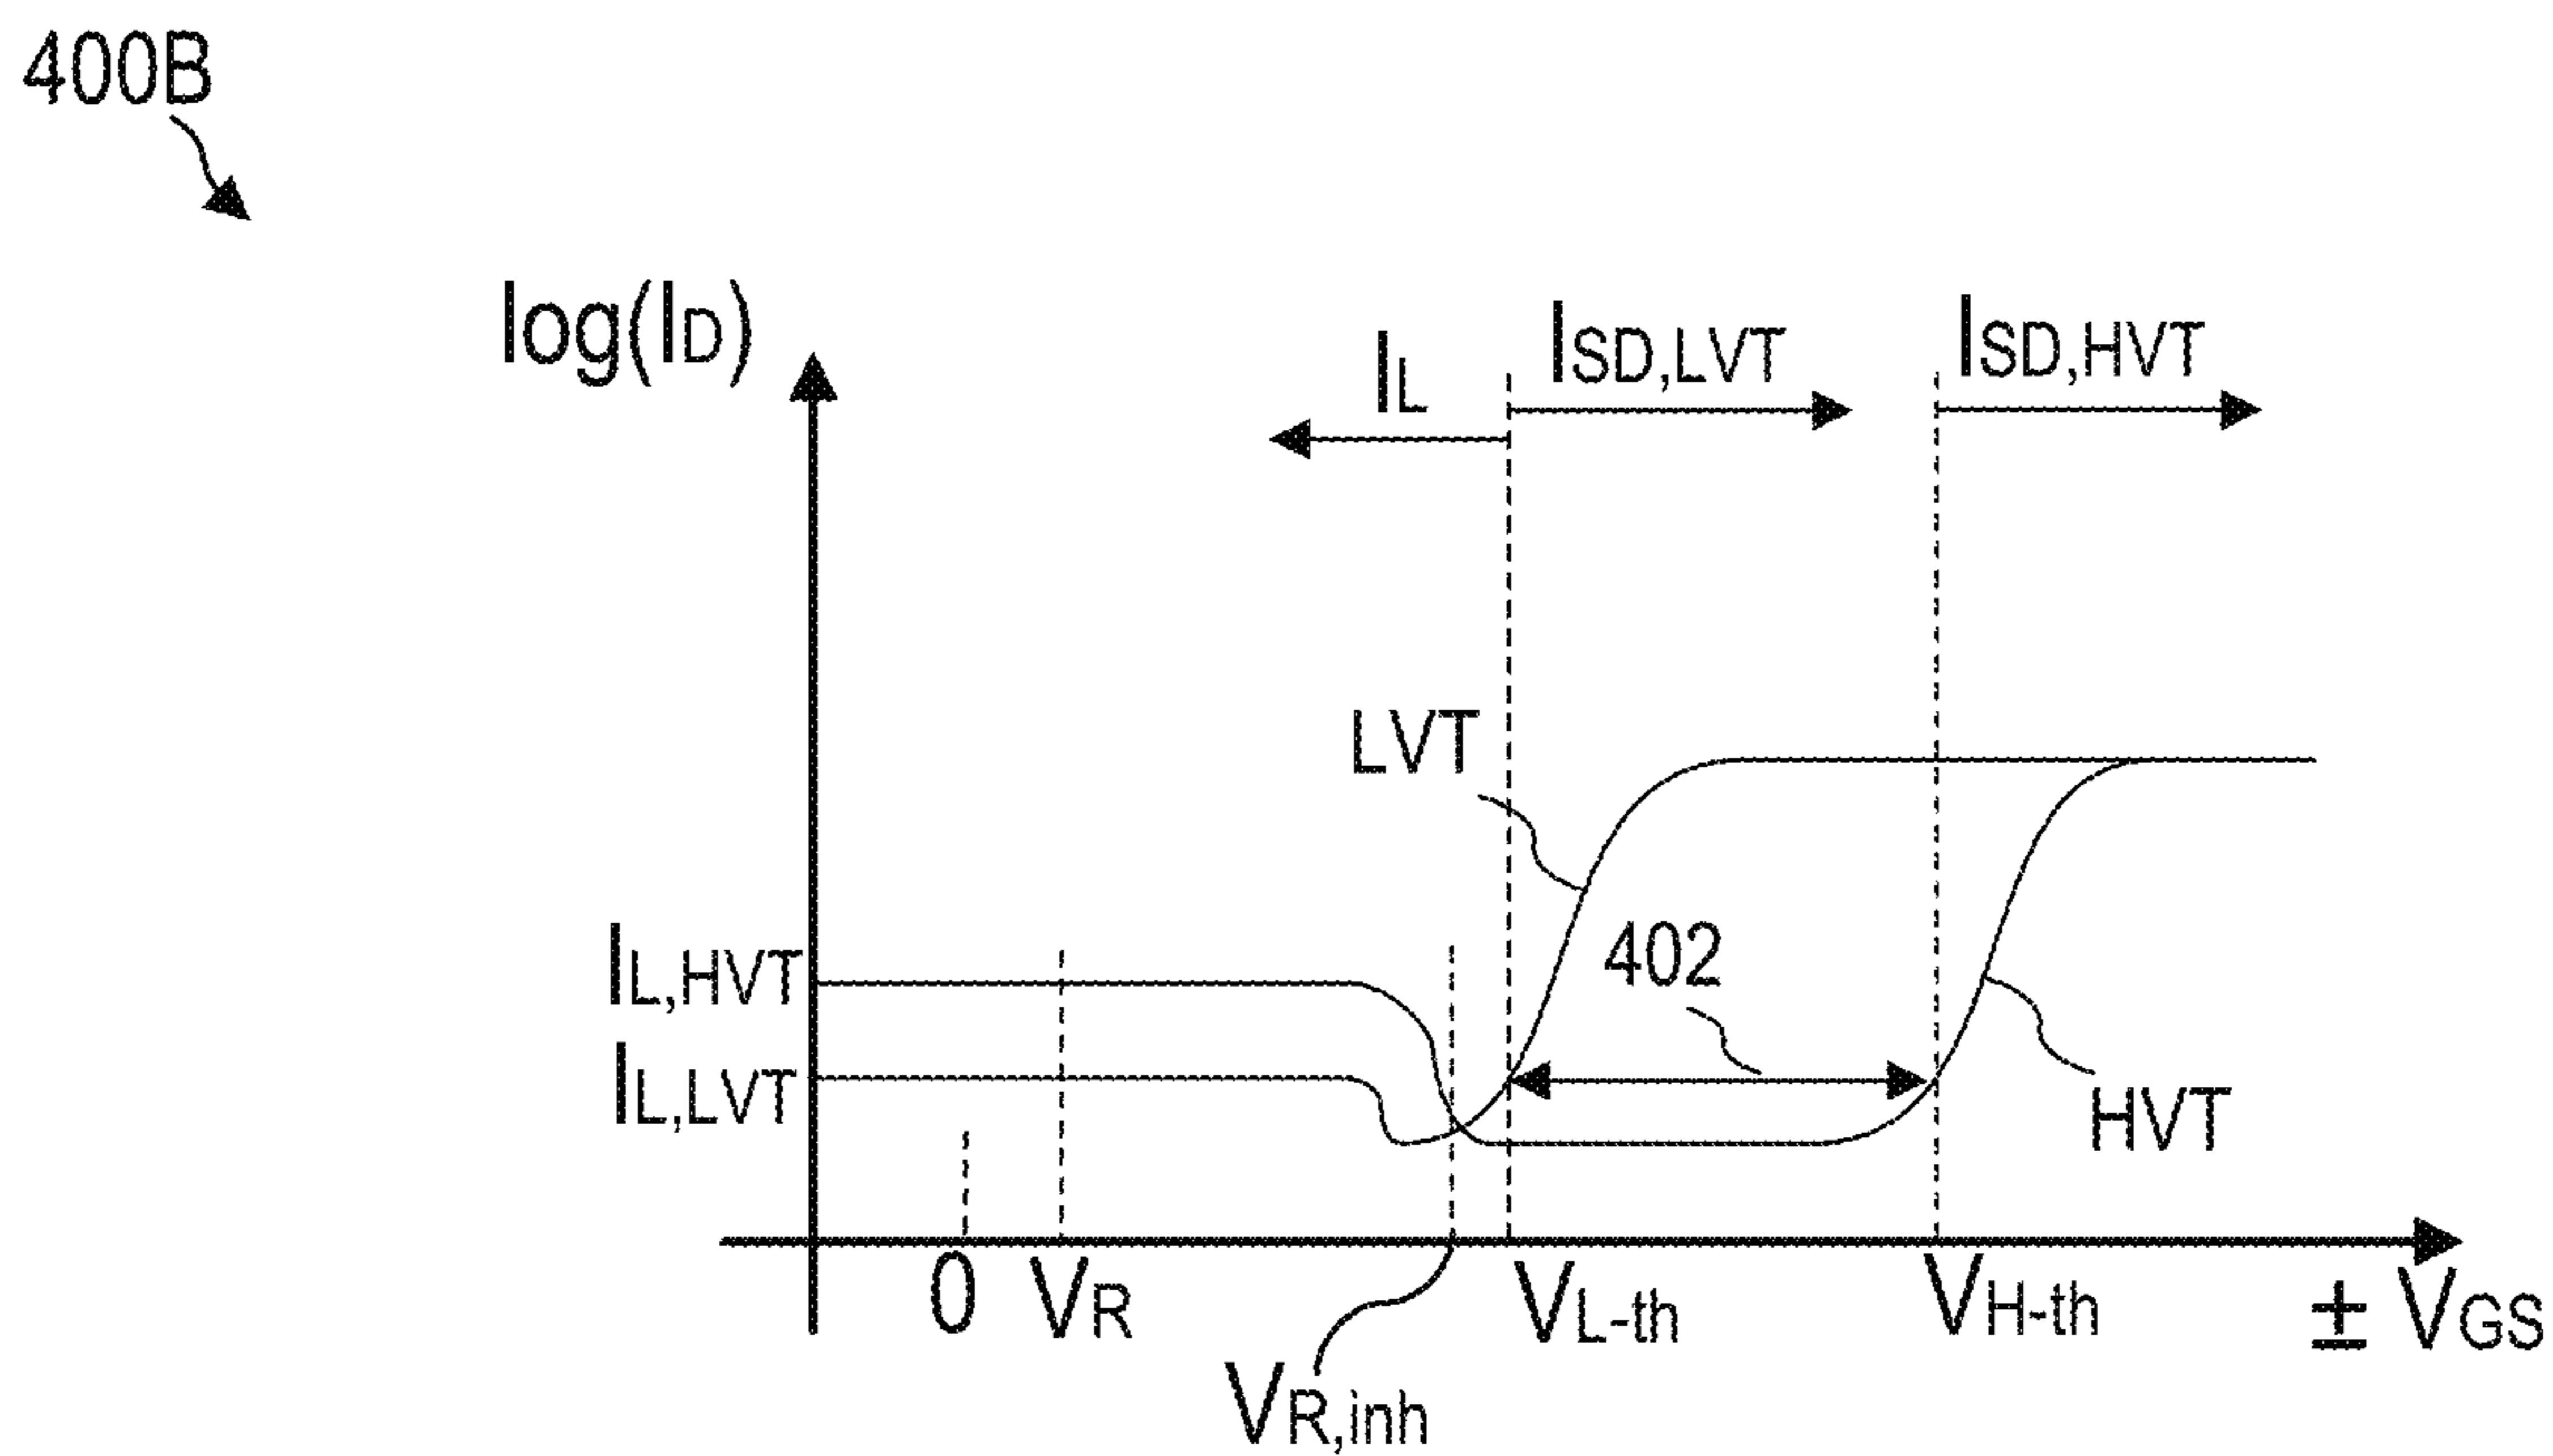 400B
log(ID)
IL
ISD,LVT
ISD,HVT
LVT
402
IL,HVT
IL,LVT
HVT
0
VR
VR,inh
VL-th
VH-th
± VGS